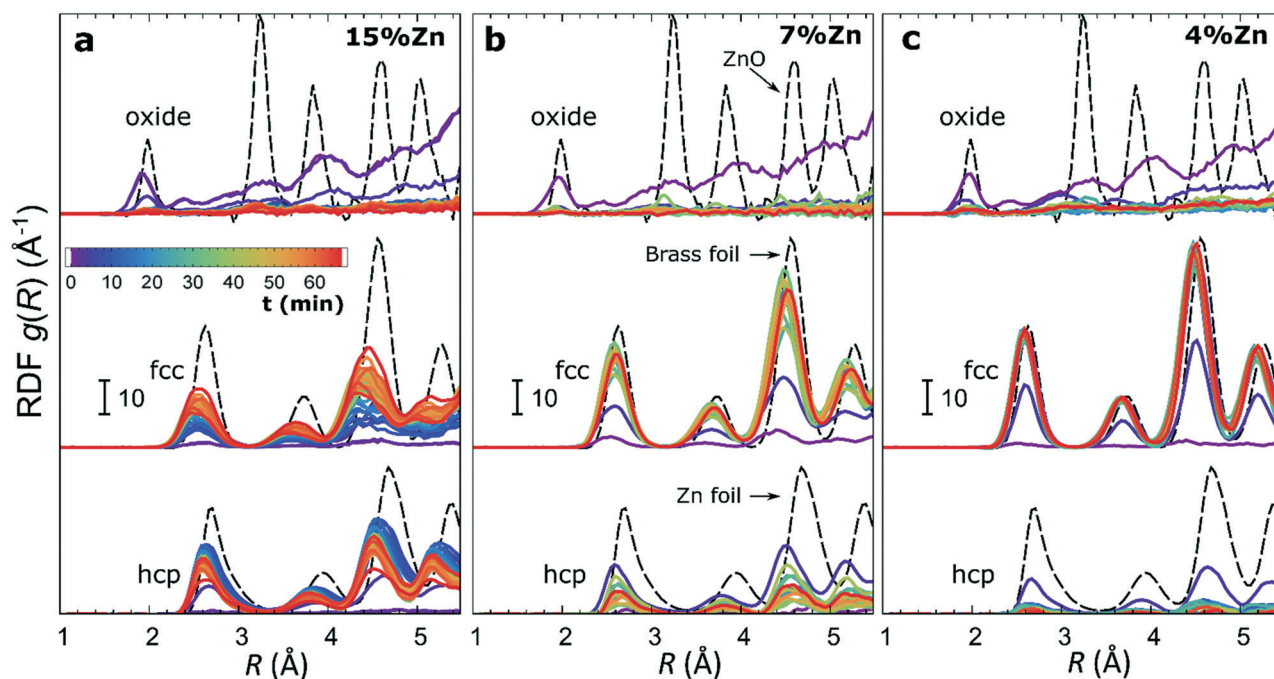 a
15%Zn
b
7%Zn
c
4%Zn
ZnO
oxide
oxide
oxide
RDF g(R) (Å⁻¹)
0 10 20 30 40 50 60
t (min)
Brass foil
fcc
10
fcc
10
fcc
10
Zn foil
hcp
hcp
hcp
1 2 3 4 5
1 2 3 4 5
1 2 3 4 5
R (Å)
R (Å)
R (Å)